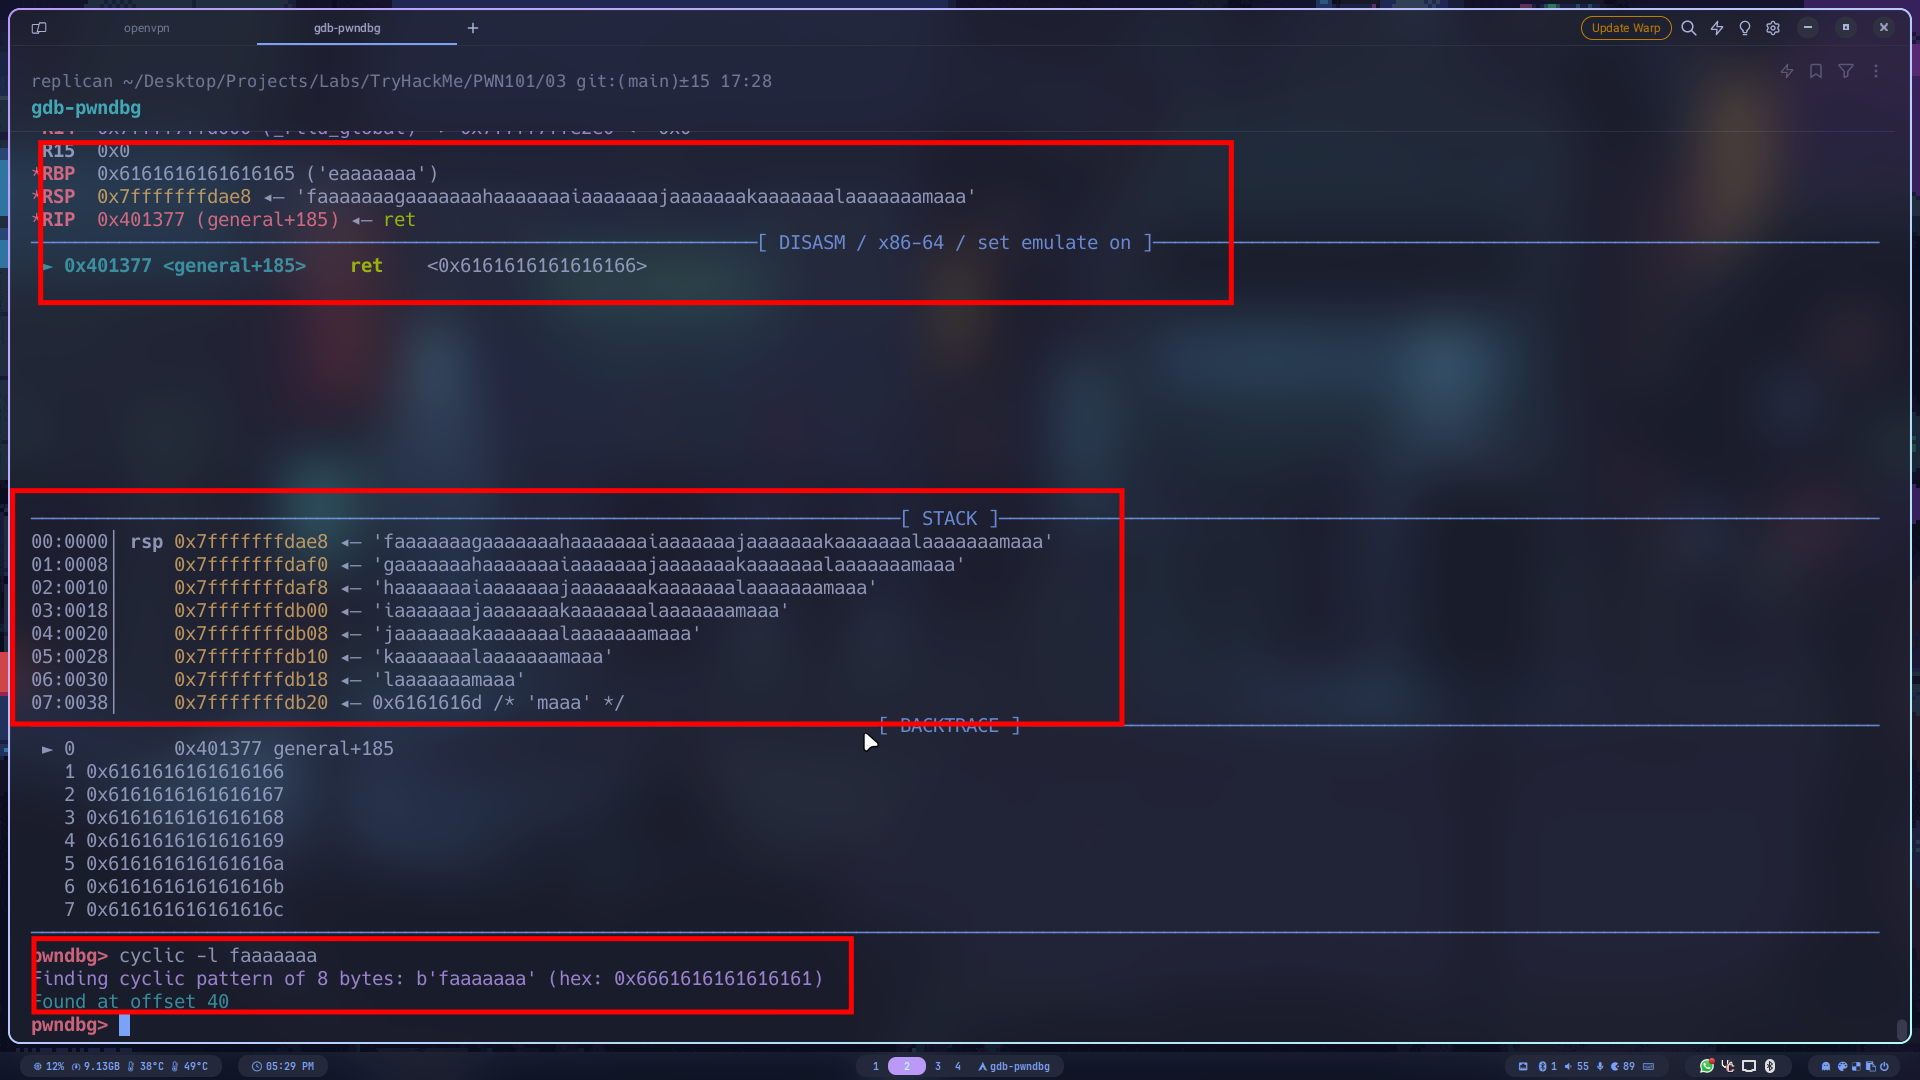 openvpn
gdb-pwndbg
Update Warp
replican ~/Desktop/Projects/Labs/TryHackMe/PWN101/03 git:(main)±15 17:28
gdb-pwndbg
R15  0x0
*RBP  0x6161616161616165 ('eaaaaaaa')
*RSP  0x7fffffffdae8 ◂— 'faaaaaaagaaaaaaahaaaaaaaiaaaaaaajaaaaaaakaaaaaaalaaaaaaamaaa'
*RIP  0x401377 (general+185) ◂— ret
[ DISASM / x86-64 / set emulate on ]
► 0x401377 <general+185>    ret    <0x6161616161616166>
[ STACK ]
00:0000│ rsp 0x7fffffffdae8 ◂— 'faaaaaaagaaaaaaahaaaaaaaiaaaaaaajaaaaaaakaaaaaaalaaaaaaamaaa'
01:0008│     0x7fffffffdaf0 ◂— 'gaaaaaaahaaaaaaaiaaaaaaajaaaaaaakaaaaaaalaaaaaaamaaa'
02:0010│     0x7fffffffdaf8 ◂— 'haaaaaaaiaaaaaaajaaaaaaakaaaaaaalaaaaaaamaaa'
03:0018│     0x7fffffffdb00 ◂— 'iaaaaaaajaaaaaaakaaaaaaalaaaaaaamaaa'
04:0020│     0x7fffffffdb08 ◂— 'jaaaaaaakaaaaaaalaaaaaaamaaa'
05:0028│     0x7fffffffdb10 ◂— 'kaaaaaaalaaaaaaamaaa'
06:0030│     0x7fffffffdb18 ◂— 'laaaaaaamaaa'
07:0038│     0x7fffffffdb20 ◂— 0x6161616d /* 'maaa' */
[ BACKTRACE ]
► 0         0x401377 general+185
1 0x6161616161616166
2 0x6161616161616167
3 0x6161616161616168
4 0x6161616161616169
5 0x616161616161616a
6 0x616161616161616b
7 0x616161616161616c
pwndbg> cyclic -l faaaaaaa
Finding cyclic pattern of 8 bytes: b'faaaaaaa' (hex: 0x6661616161616161)
Found at offset 40
pwndbg>
12% 9.13GB 38°C 49°C 05:29 PM 1 2 3 4 gdb-pwndbg 1 55 89